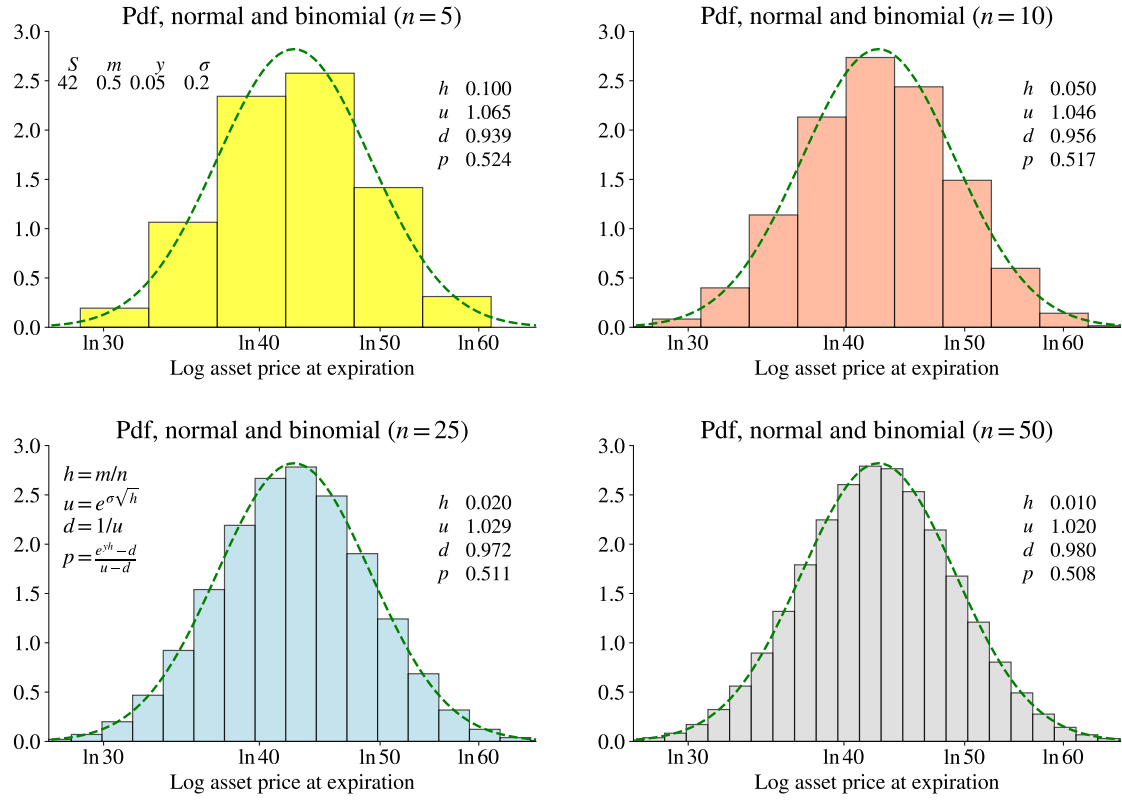 Pdf, normal and binomial (n = 5)
S m y σ
42 0.5 0.05 0.2
h 0.100
u 1.065
d 0.939
p 0.524
3.0
2.5
2.0
1.5
1.0
0.5
0.0
ln 30 ln 40 ln 50 ln 60
Log asset price at expiration
Pdf, normal and binomial (n = 10)
h 0.050
u 1.046
d 0.956
p 0.517
3.0
2.5
2.0
1.5
1.0
0.5
0.0
ln 30 ln 40 ln 50 ln 60
Log asset price at expiration
Pdf, normal and binomial (n = 25)
h = m/n
u = e^{σ√h}
d = 1/u
p = \frac{e^{yh} − d}{u − d}
h 0.020
u 1.029
d 0.972
p 0.511
3.0
2.5
2.0
1.5
1.0
0.5
0.0
ln 30 ln 40 ln 50 ln 60
Log asset price at expiration
Pdf, normal and binomial (n = 50)
h 0.010
u 1.020
d 0.980
p 0.508
3.0
2.5
2.0
1.5
1.0
0.5
0.0
ln 30 ln 40 ln 50 ln 60
Log asset price at expiration